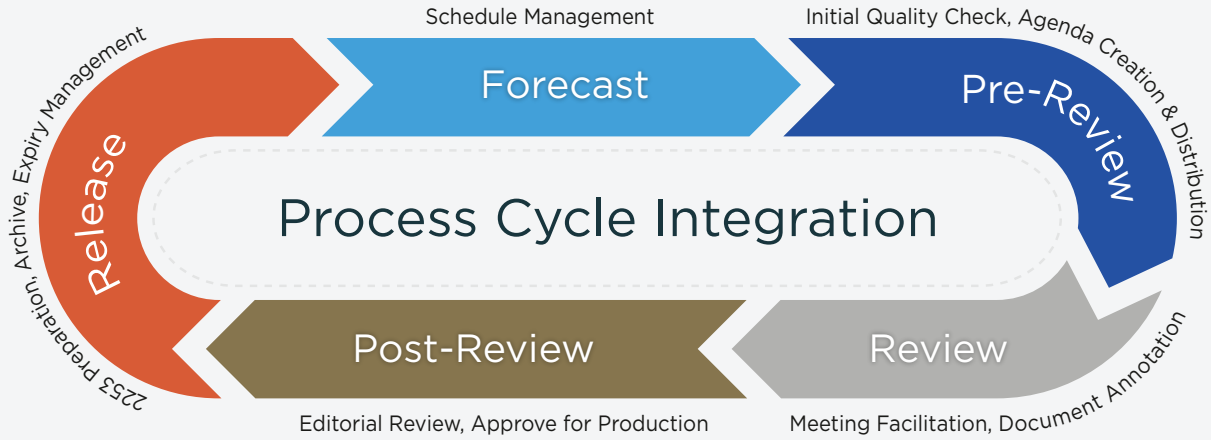 Schedule Management
Initial Quality Check, Agenda Creation & Distribution
Forecast
Pre-Review
Process Cycle Integration
Release
2253 Preparation, Archive, Expiry Management
Post-Review
Review
Editorial Review, Approve for Production
Meeting Facilitation, Document Annotation